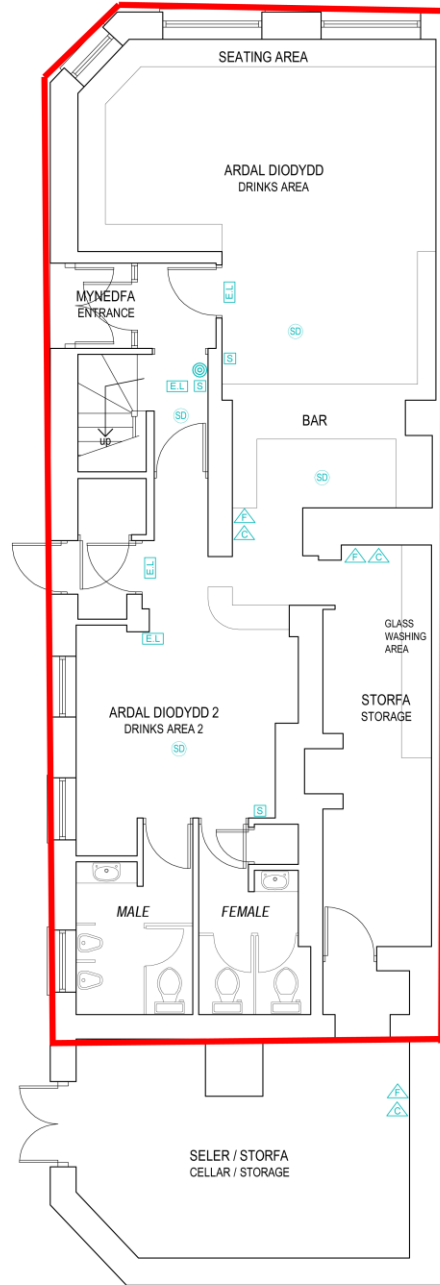 SEATING AREA
ARDAL DIODYDD
DRINKS AREA
MYNEDFA
ENTRANCE
E.L
SD
S
E.L S
SD
up
BAR
SD
F
C
F C
E.L
E.L
GLASS
WASHING
AREA
STORFA
STORAGE
ARDAL DIODYDD 2
DRINKS AREA 2
SD
S
MALE
FEMALE
F
C
SELER / STORFA
CELLAR / STORAGE